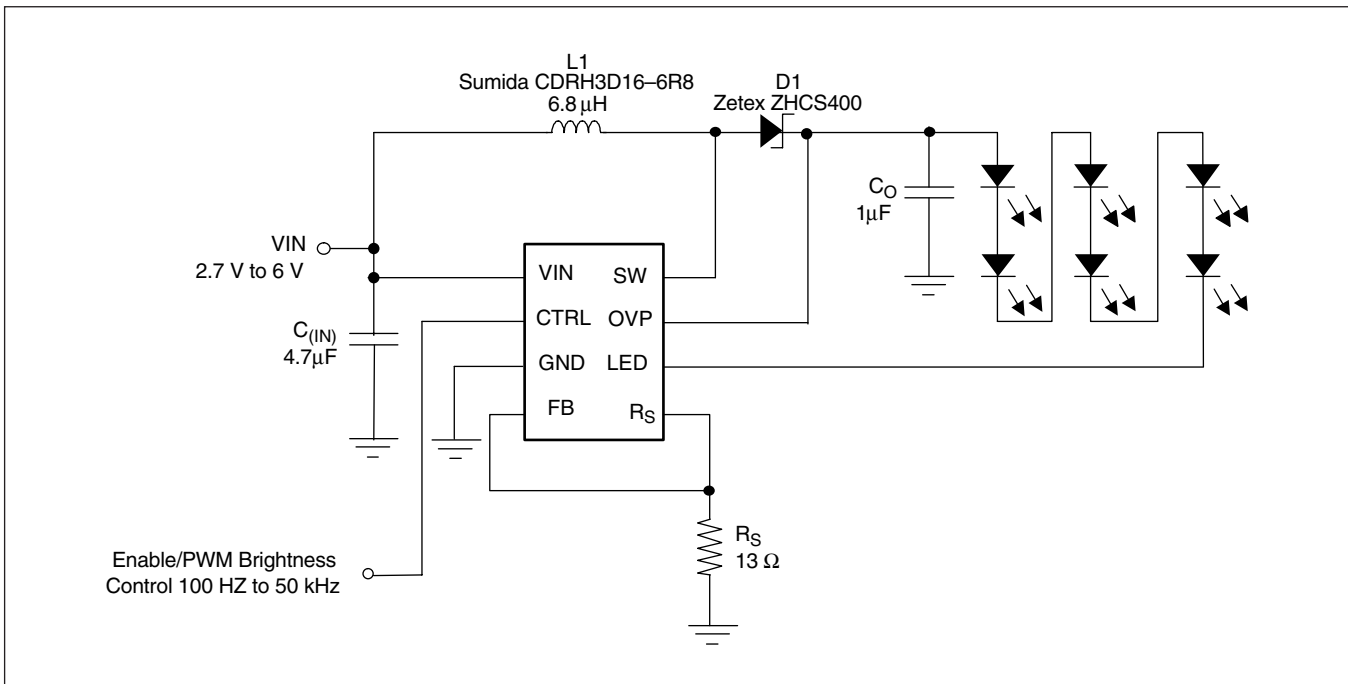 L1
Sumida CDRH3D16–6R8
6.8 μH
D1
Zetex ZHCS400
CO
1μF
VIN
2.7 V to 6 V
C(IN)
4.7μF
VIN
SW
CTRL
OVP
GND
LED
FB
RS
RS
13 Ω
Enable/PWM Brightness
Control 100 HZ to 50 kHz